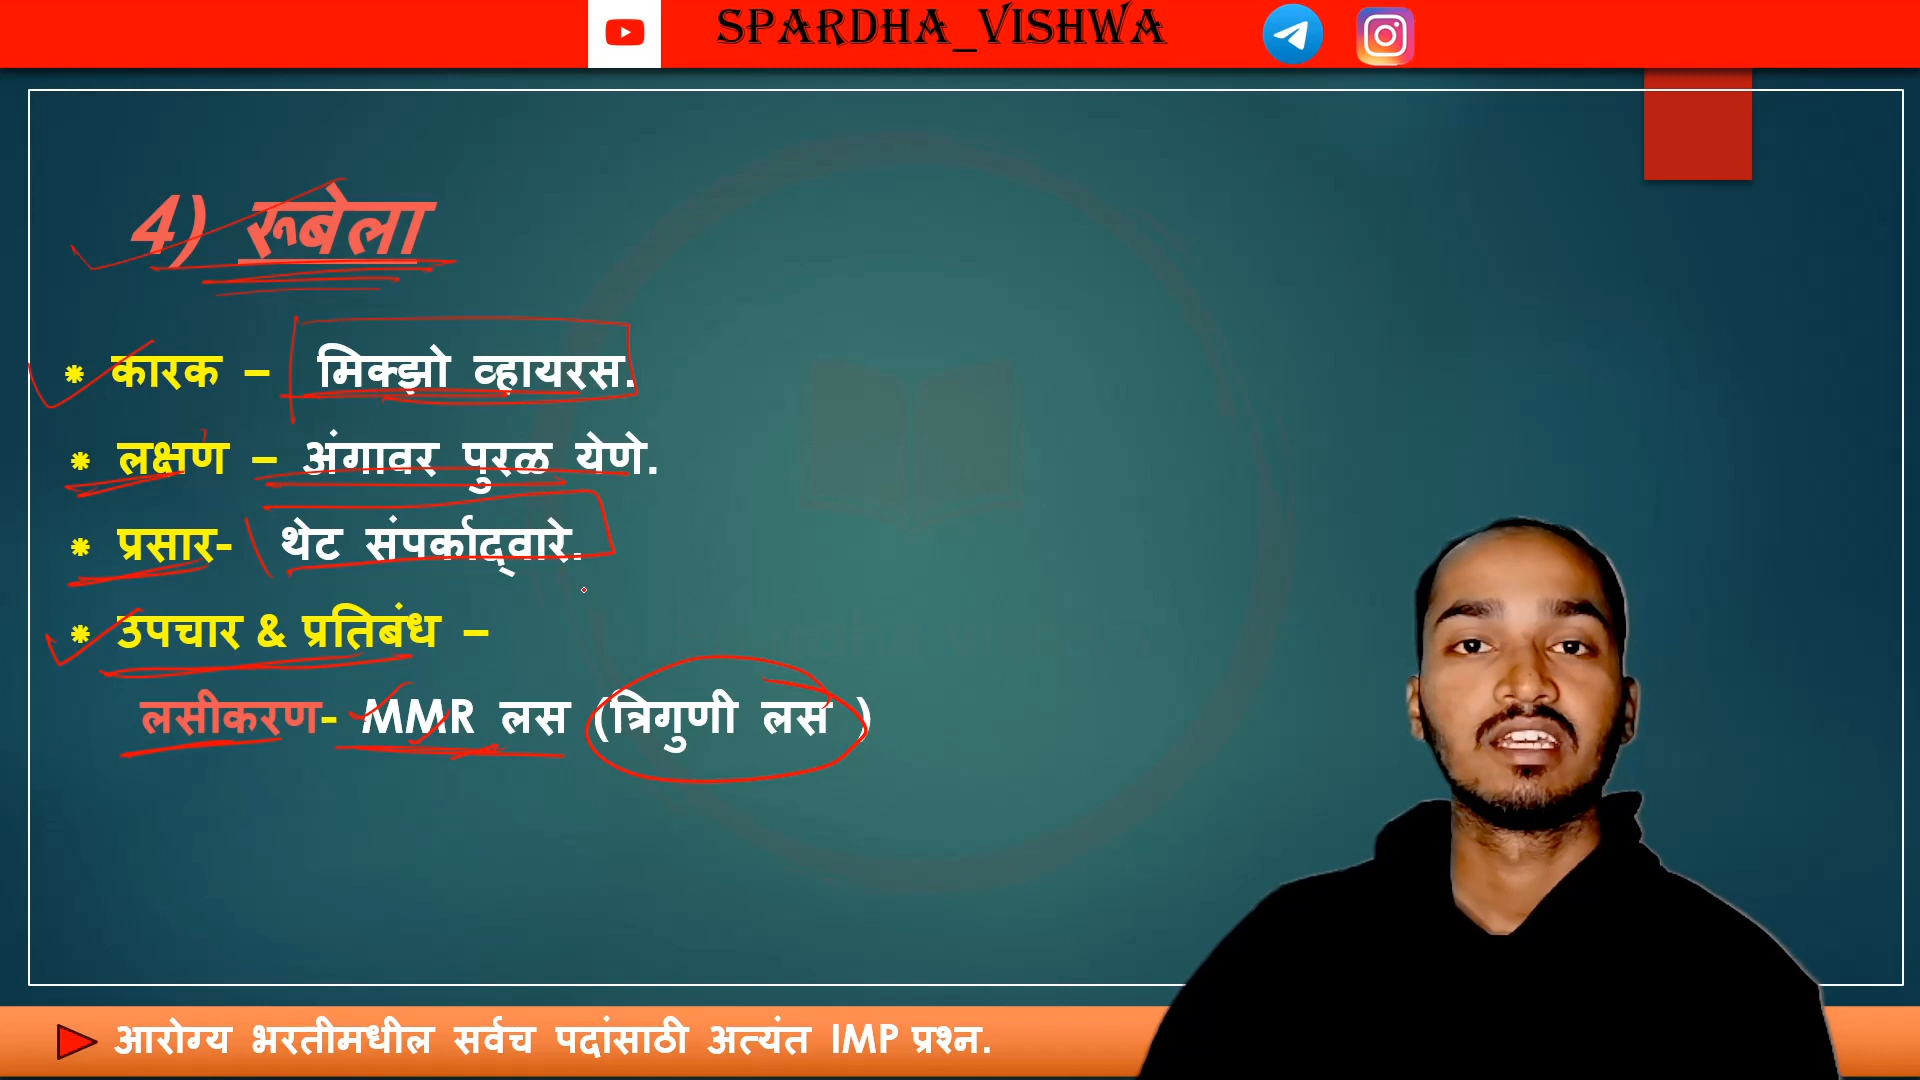 SPARDHA_VISHWA
4) रूबेला
कारक – मिक्झो व्हायरस.
लक्षण – अंगावर पुरळ येणे.
प्रसार- थेट संपर्काद्वारे.
उपचार & प्रतिबंध –
लसीकरण- MMR लस (त्रिगुणी लस )
आरोग्य भरतीमधील सर्वच पदांसाठी अत्यंत IMP प्रश्न.